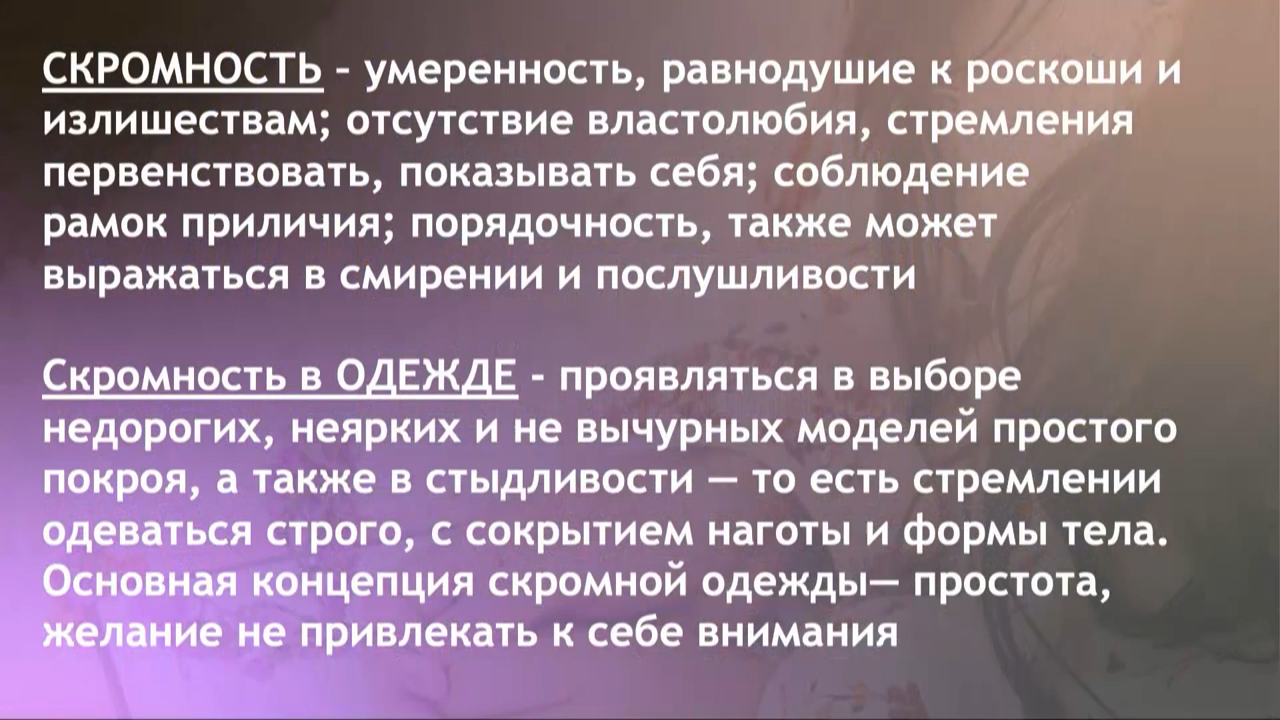 СКРОМНОСТЬ – умеренность, равнодушие к роскоши и
излишествам; отсутствие властолюбия, стремления
первенствовать, показывать себя; соблюдение
рамок приличия; порядочность, также может
выражаться в смирении и послушливости
Скромность в ОДЕЖДЕ - проявляться в выборе
недорогих, неярких и не вычурных моделей простого
покроя, а также в стыдливости — то есть стремлении
одеваться строго, с сокрытием наготы и формы тела.
Основная концепция скромной одежды— простота,
желание не привлекать к себе внимания